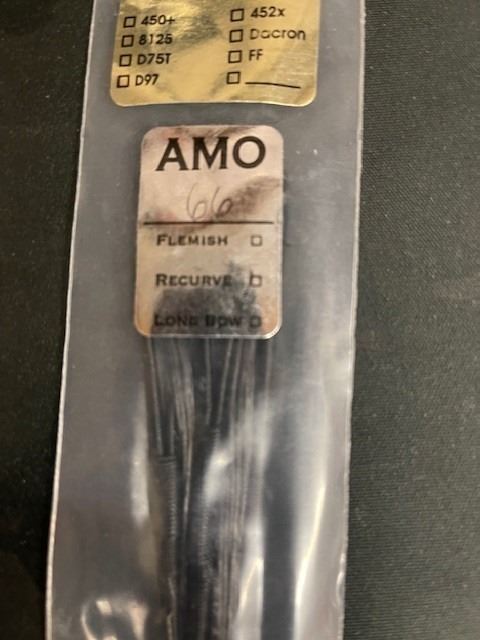 450+ 452x
8125 Dacron
D75T FF
D97
AMO
66
FLEMISH
RECURVE
LONG BOW